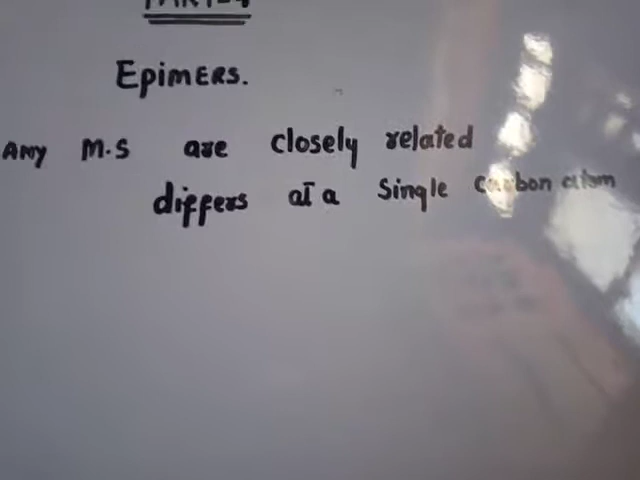 EpimERS.
Any M.S are closely related
differs at a Single Carbon atom